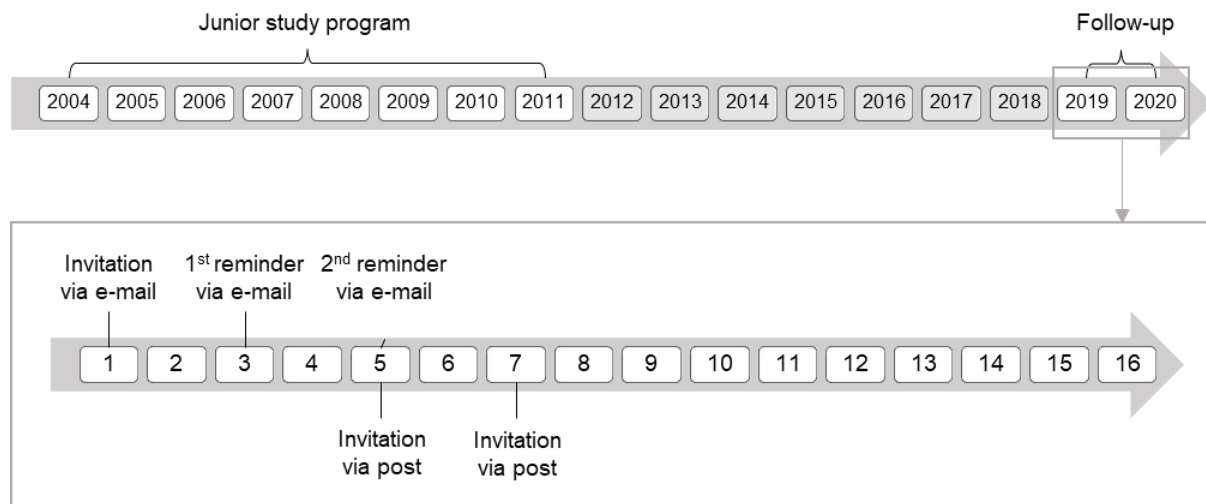 Junior study program
Follow-up
2004 2005 2006 2007 2008 2009 2010 2011 2012 2013 2014 2015 2016 2017 2018 2019 2020
Invitation
via e-mail
1st reminder
via e-mail
2nd reminder
via e-mail
1 2 3 4 5 6 7 8 9 10 11 12 13 14 15 16
Invitation
via post
Invitation
via post